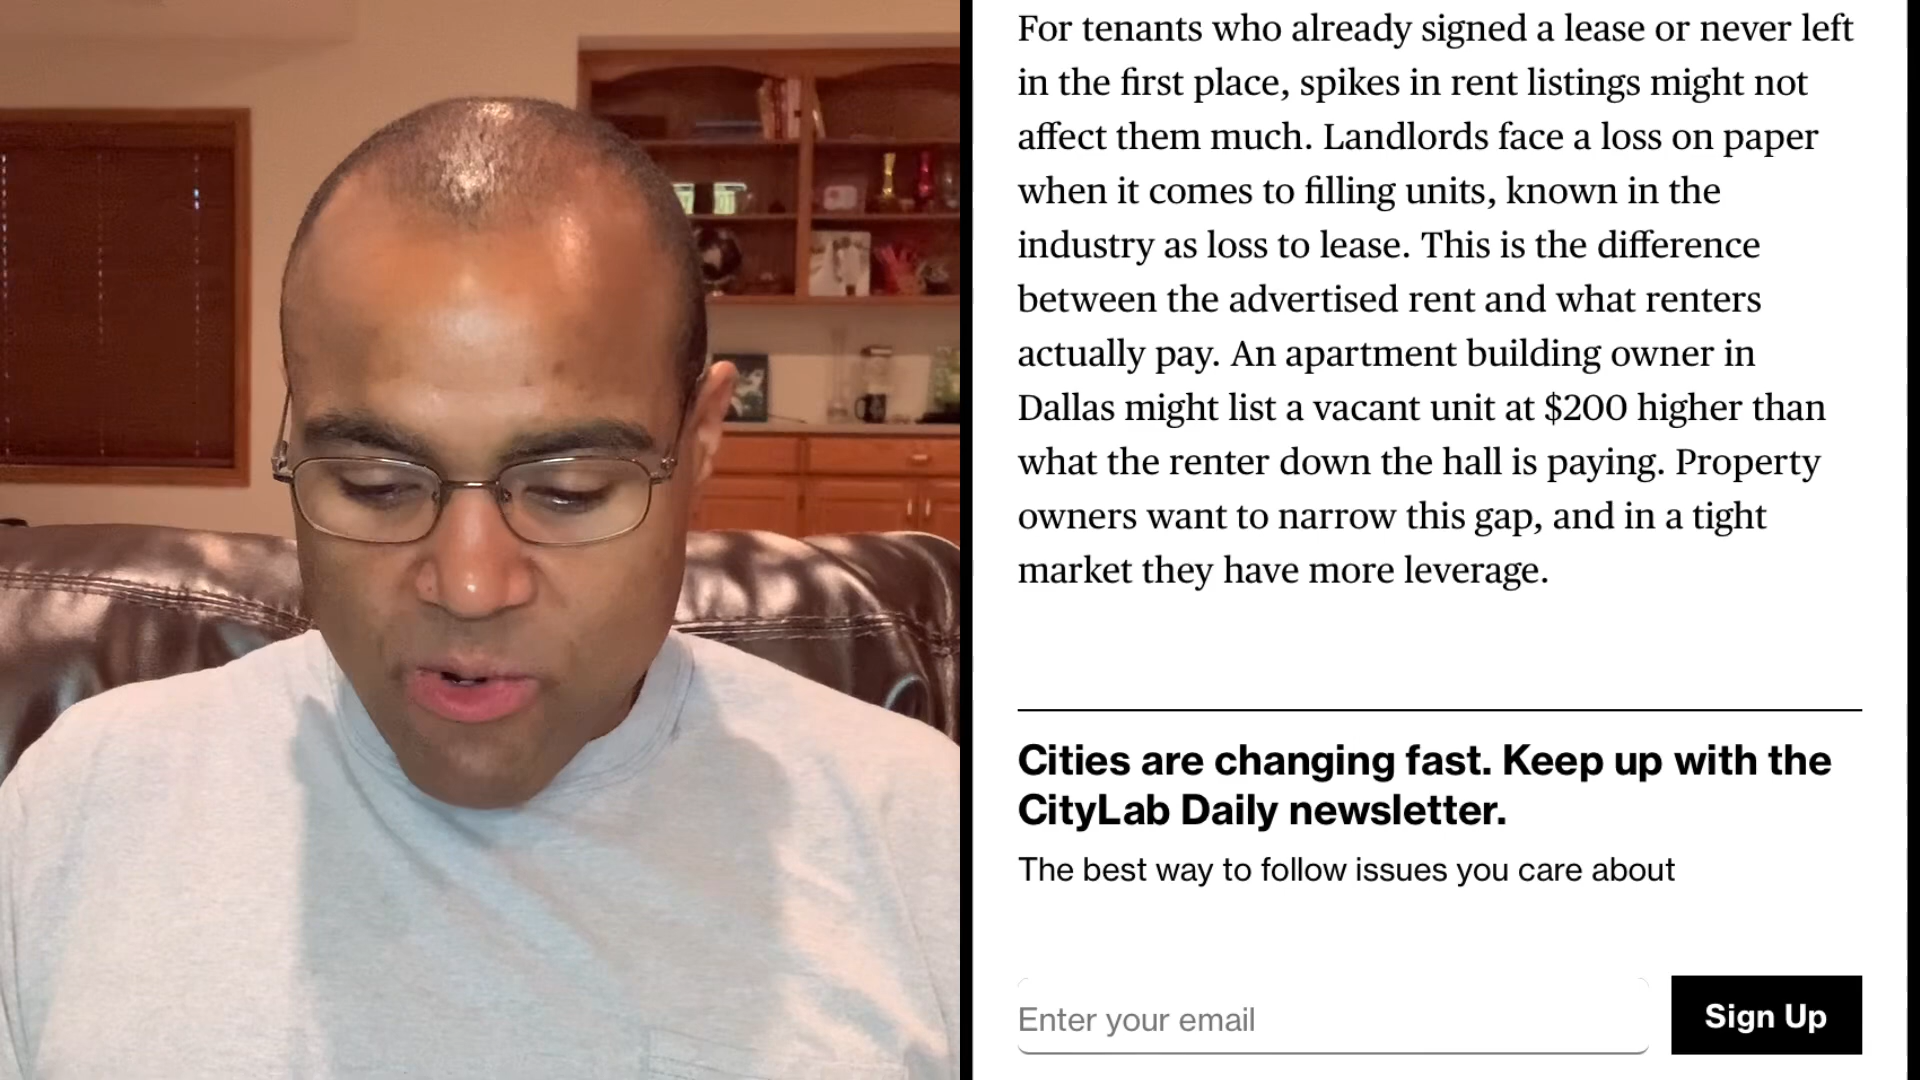 For tenants who already signed a lease or never left
in the first place, spikes in rent listings might not
affect them much. Landlords face a loss on paper
when it comes to filling units, known in the
industry as loss to lease. This is the difference
between the advertised rent and what renters
actually pay. An apartment building owner in
Dallas might list a vacant unit at $200 higher than
what the renter down the hall is paying. Property
owners want to narrow this gap, and in a tight
market they have more leverage.
Cities are changing fast. Keep up with the
CityLab Daily newsletter.
The best way to follow issues you care about
Enter your email
Sign Up